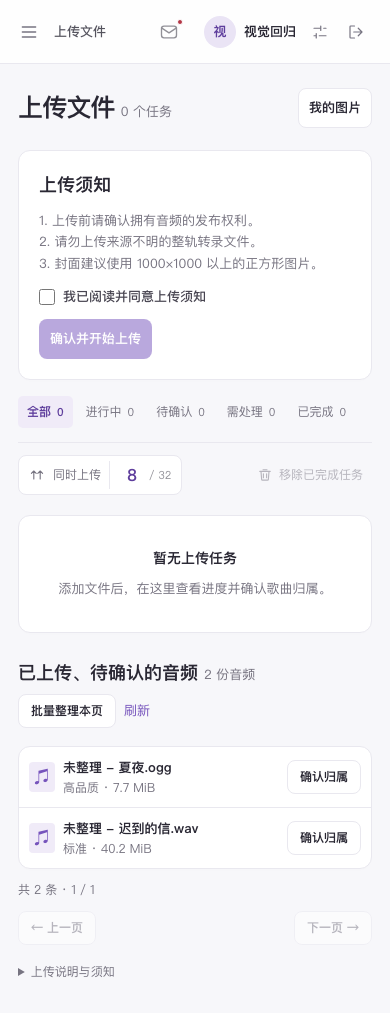 上传文件
视 视觉回归
上传文件 0 个任务
我的图片
上传须知
1. 上传前请确认拥有音频的发布权利。
2. 请勿上传来源不明的整轨转录文件。
3. 封面建议使用 1000×1000 以上的正方形图片。
我已阅读并同意上传须知
确认并开始上传
全部 0 进行中 0 待确认 0 需处理 0 已完成 0
同时上传 8 / 32 移除已完成任务
暂无上传任务
添加文件后，在这里查看进度并确认歌曲归属。
已上传、待确认的音频 2 份音频
批量整理本页 刷新
未整理 – 夏夜.ogg
高品质 · 7.7 MiB
确认归属
未整理 – 迟到的信.wav
标准 · 40.2 MiB
确认归属
共 2 条 · 1 / 1
← 上一页 下一页 →
▶ 上传说明与须知